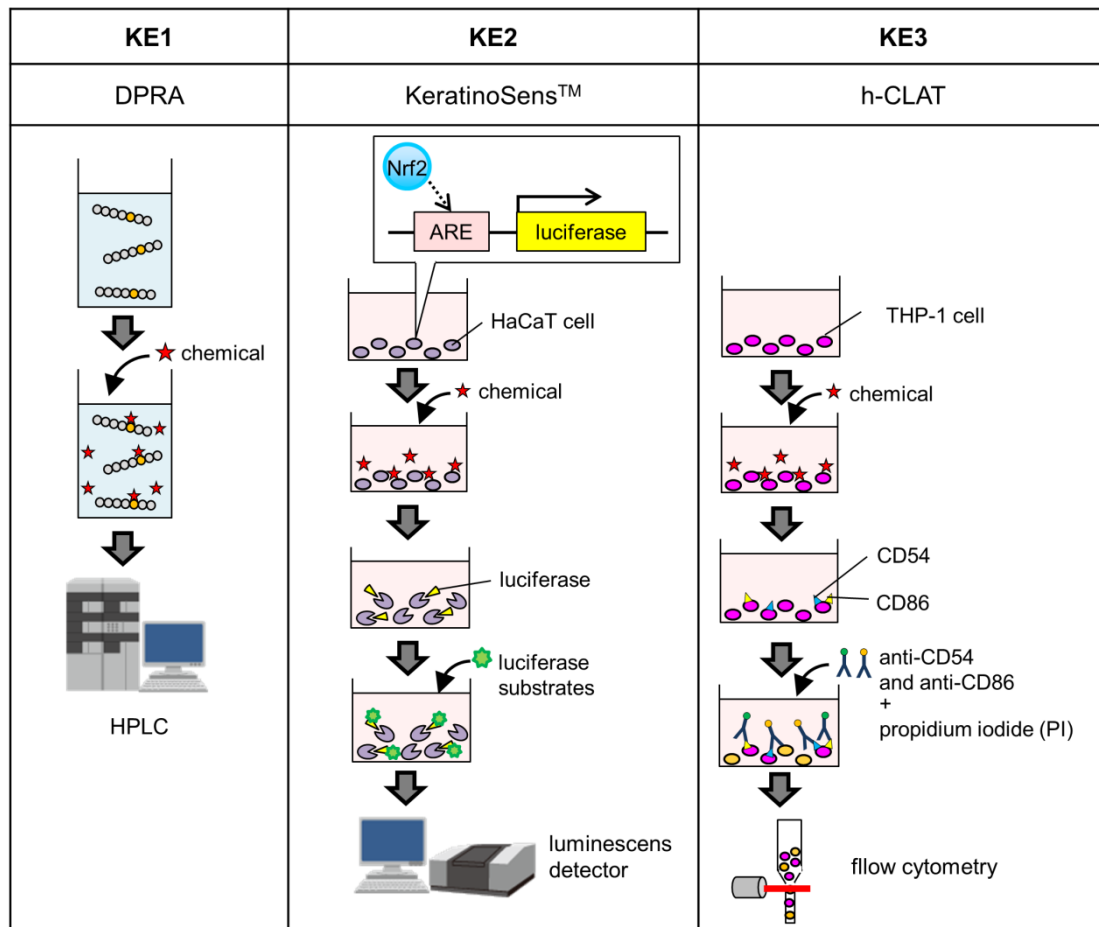 KE1
KE2
KE3
DPRA
KeratinoSens™
h-CLAT
chemical
HPLC
Nrf2
ARE
luciferase
HaCaT cell
chemical
luciferase
luciferase
substrates
luminescens
detector
THP-1 cell
chemical
CD54
CD86
anti-CD54
and anti-CD86
+
propidium iodide (PI)
fllow cytometry